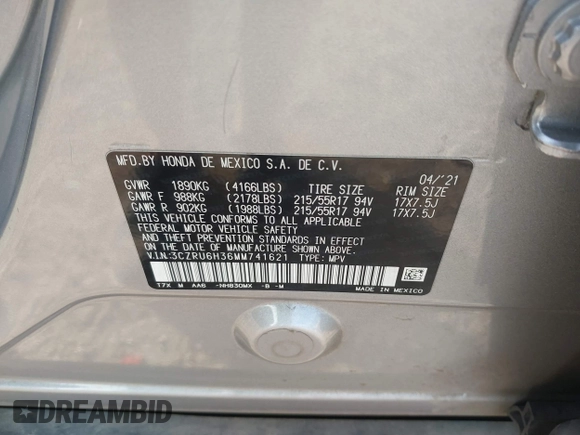 MFD.BY HONDA DE MEXICO S.A. DE C.V.
04/'21
GVWR 1890KG (4166LBS) TIRE SIZE RIM SIZE
GAWR F 988KG (2178LBS) 215/55R17 94V 17X7.5J
GAWR R 902KG (1988LBS) 215/55R17 94V 17X7.5J
THIS VEHICLE CONFORMS TO ALL APPLICABLE
FEDERAL MOTOR VEHICLE SAFETY, BUMPER,
AND THEFT PREVENTION STANDARDS IN EFFECT
ON THE DATE OF MANUFACTURE SHOWN ABOVE.
V.I.N:3CZRU6H36MM741621 TYPE: MPV
T7X M AA6 -NH830MX -B -M
MADE IN MEXICO
DREAMBID